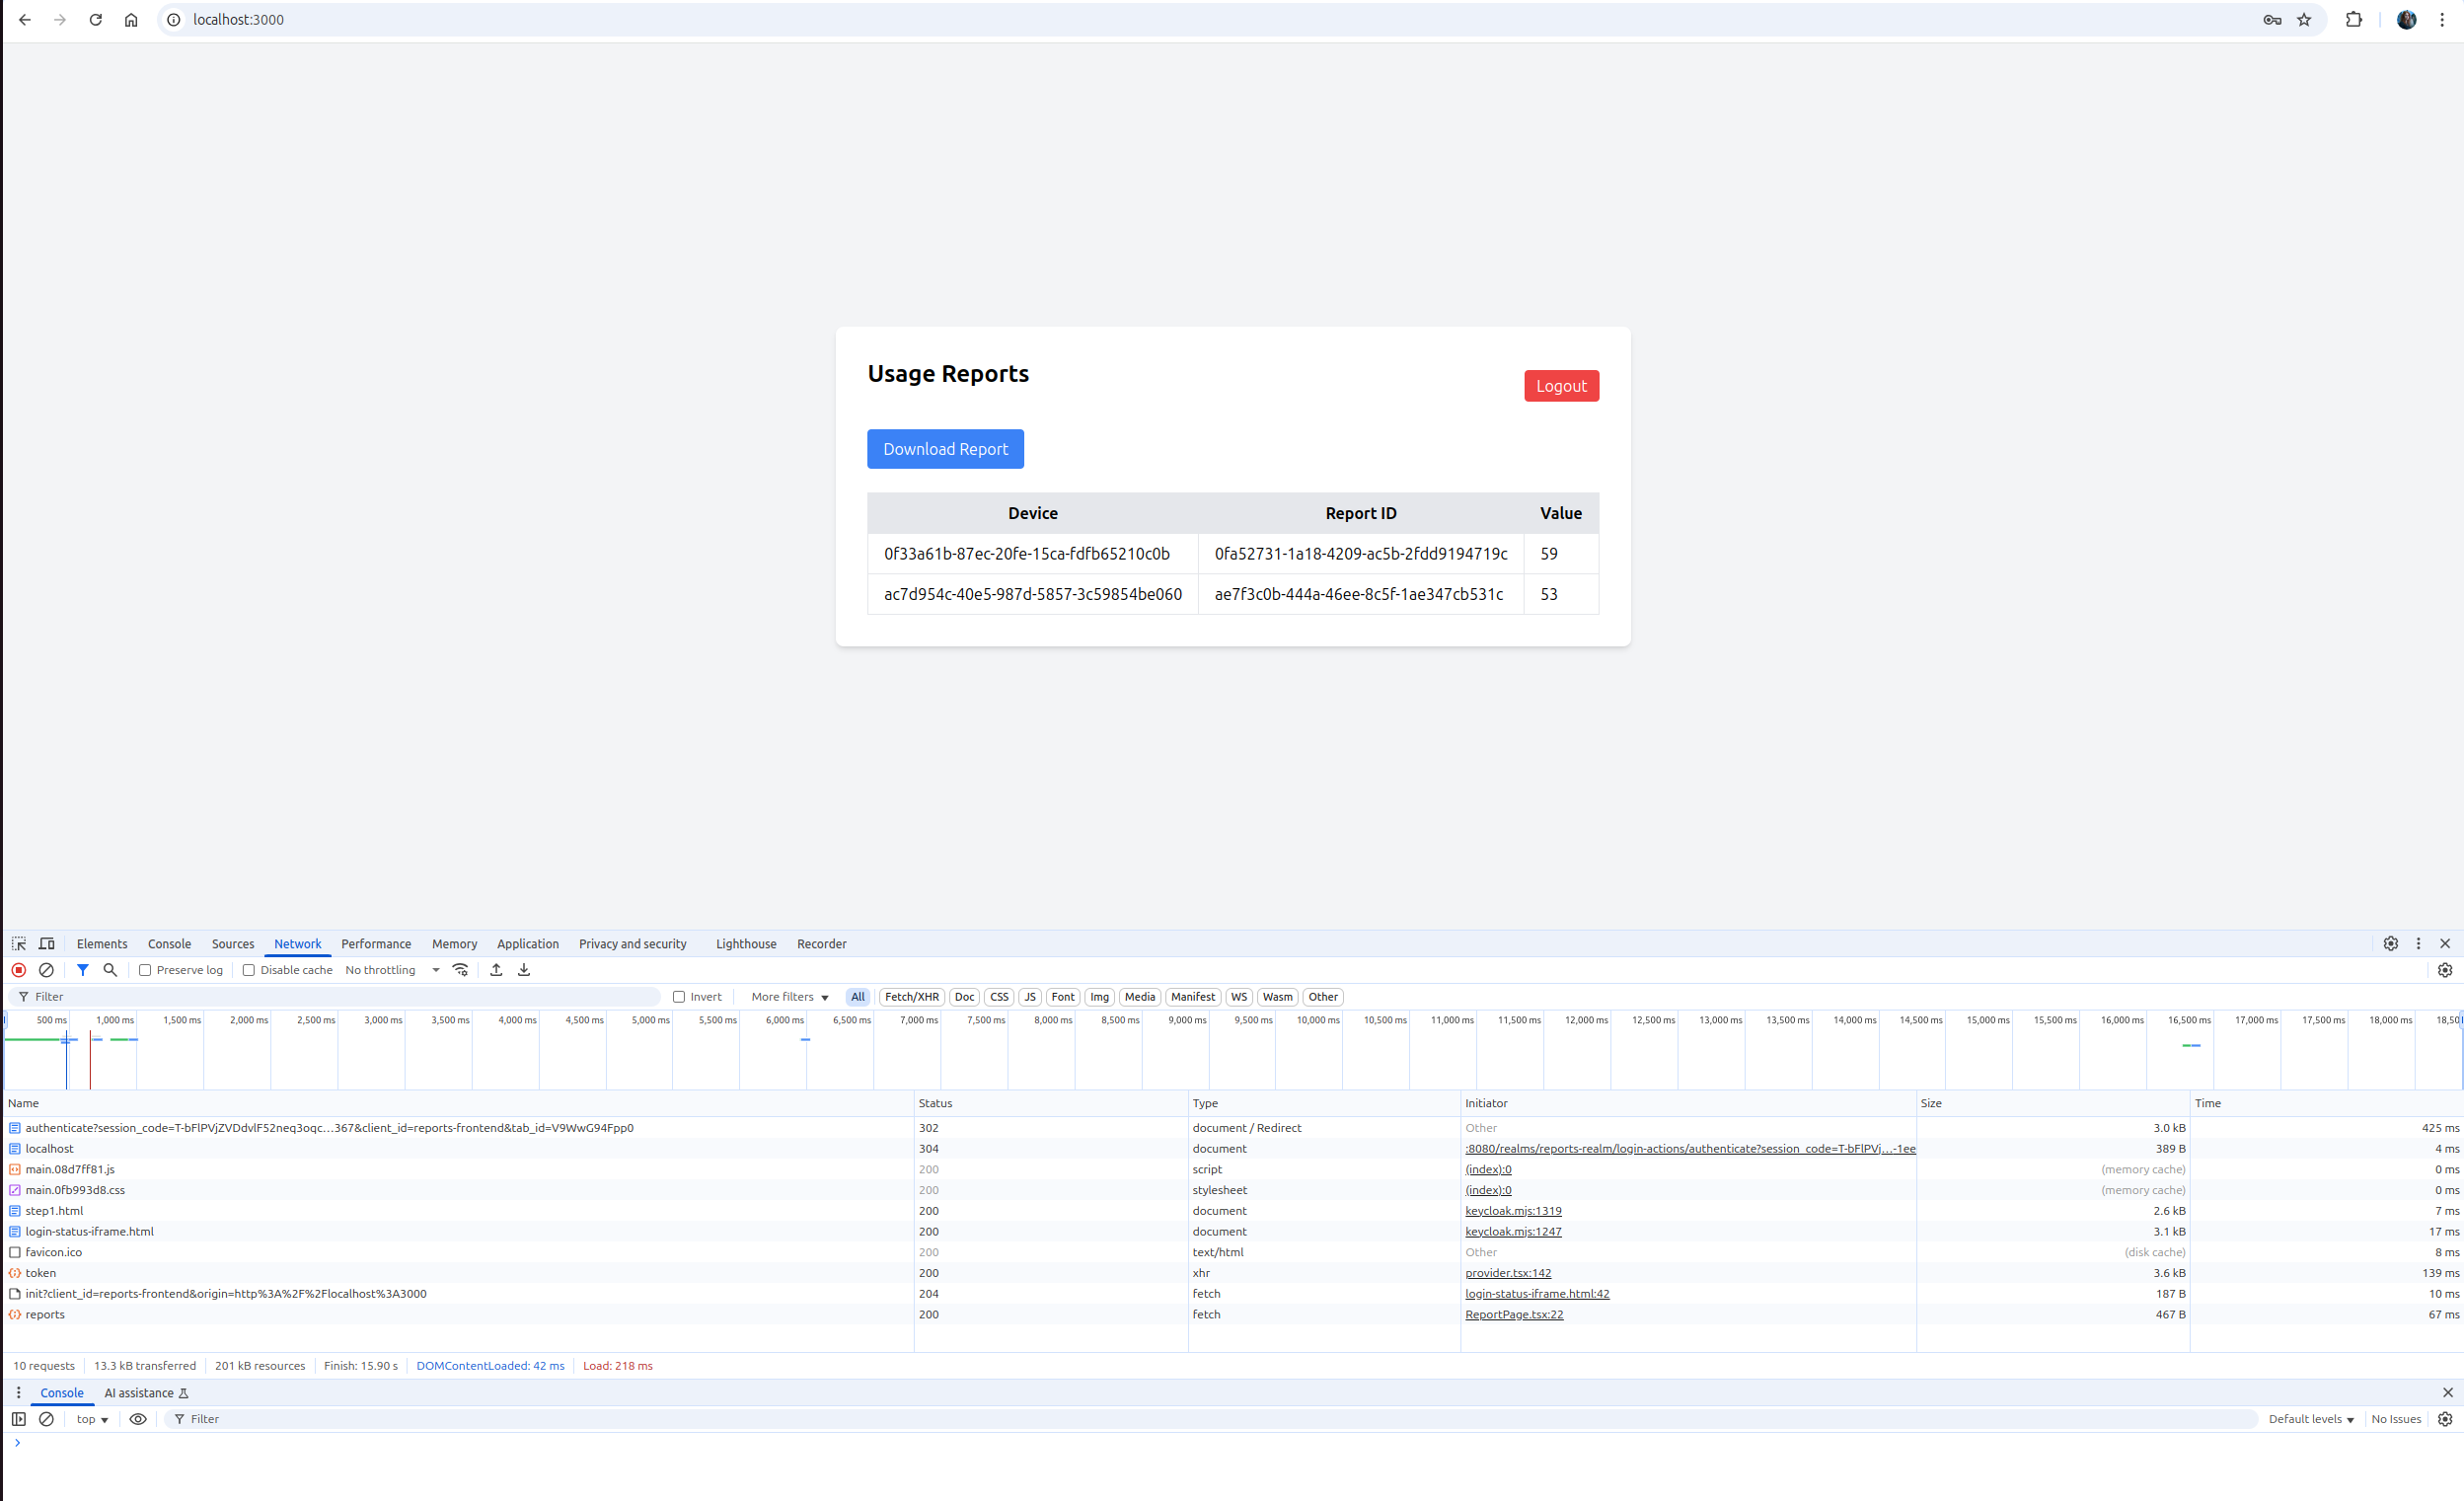 localhost:3000
Usage Reports
Logout
Download Report
Device Report ID Value
0f33a61b-87ec-20fe-15ca-fdfb65210c0b 0fa52731-1a18-4209-ac5b-2fdd9194719c 59
ac7d954c-40e5-987d-5857-3c59854be060 ae7f3c0b-444a-46ee-8c5f-1ae347cb531c 53
Elements Console Sources Network Performance Memory Application Privacy and security Lighthouse Recorder
Preserve log Disable cache No throttling
Filter Invert More filters All Fetch/XHR Doc CSS JS Font Img Media Manifest WS Wasm Other
500 ms 1,000 ms 1,500 ms 2,000 ms 2,500 ms 3,000 ms 3,500 ms 4,000 ms 4,500 ms 5,000 ms 5,500 ms 6,000 ms 6,500 ms 7,000 ms 7,500 ms 8,000 ms 8,500 ms 9,000 ms 9,500 ms 10,000 ms 10,500 ms 11,000 ms 11,500 ms 12,000 ms 12,500 ms 13,000 ms 13,500 ms 14,000 ms 14,500 ms 15,000 ms 15,500 ms 16,000 ms 16,500 ms 17,000 ms 17,500 ms 18,000 ms 18,50
Name Status Type Initiator Size Time
authenticate?session_code=T-bFlPVjZVDdvlF52neq3oqc…367&client_id=reports-frontend&tab_id=V9WwG94Fpp0 302 document / Redirect Other 3.0 kB 425 ms
localhost 304 document :8080/realms/reports-realm/login-actions/authenticate?session_code=T-bFlPVj…-1ee 389 B 4 ms
main.08d7ff81.js 200 script (index):0 (memory cache) 0 ms
main.0fb993d8.css 200 stylesheet (index):0 (memory cache) 0 ms
step1.html 200 document keycloak.mjs:1319 2.6 kB 7 ms
login-status-iframe.html 200 document keycloak.mjs:1247 3.1 kB 17 ms
favicon.ico 200 text/html Other (disk cache) 8 ms
token 200 xhr provider.tsx:142 3.6 kB 139 ms
init?client_id=reports-frontend&origin=http%3A%2F%2Flocalhost%3A3000 204 fetch login-status-iframe.html:42 187 B 10 ms
reports 200 fetch ReportPage.tsx:22 467 B 67 ms
10 requests 13.3 kB transferred 201 kB resources Finish: 15.90 s DOMContentLoaded: 42 ms Load: 218 ms
Console AI assistance
top Filter Default levels No Issues